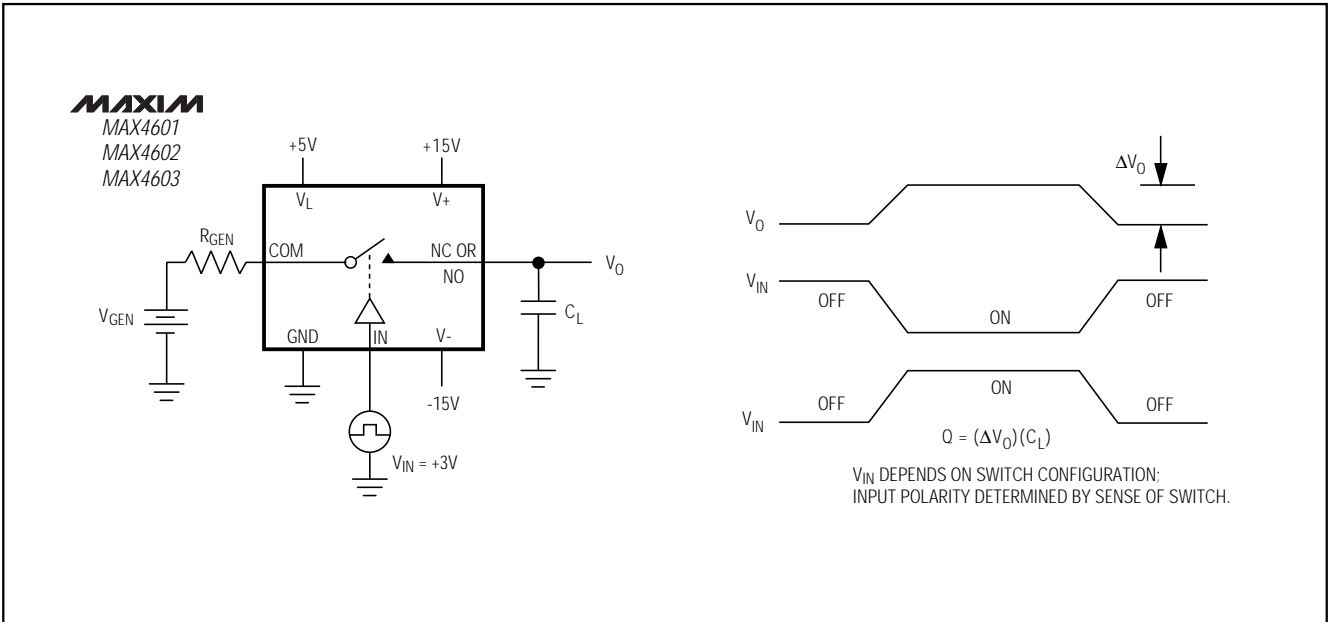 MAXIM
MAX4601
MAX4602
MAX4603
+5V
+15V
VL
V+
RGEN
COM
NC OR
NO
VO
VGEN
CL
GND
IN
V-
-15V
VIN = +3V
ΔVO
VO
VIN
OFF
ON
OFF
VIN
OFF
ON
OFF
Q = (ΔVO)(CL)
VIN DEPENDS ON SWITCH CONFIGURATION;
INPUT POLARITY DETERMINED BY SENSE OF SWITCH.